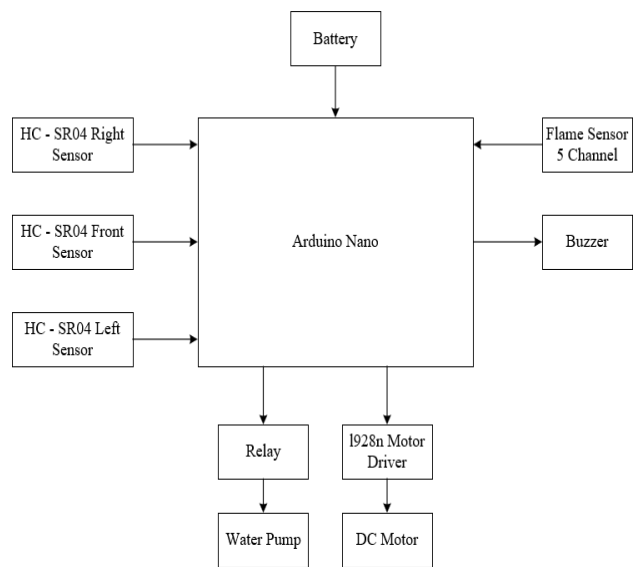 Battery
HC - SR04 Right
Sensor
Flame Sensor
5 Channel
HC - SR04 Front
Sensor
Arduino Nano
Buzzer
HC - SR04 Left
Sensor
Relay
l928n Motor
Driver
Water Pump
DC Motor